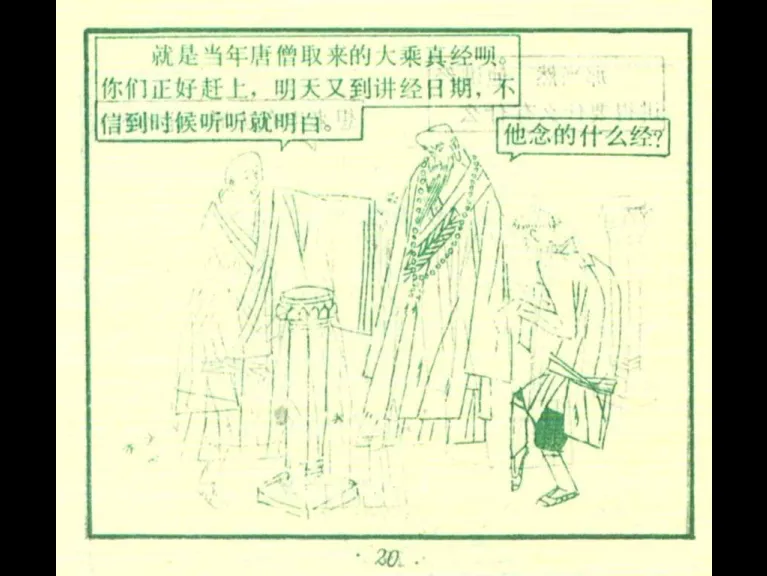 就是当年唐僧取来的大乘真经呗。
你们正好赶上，明天又到讲经日期，不
信到时候听听就明白。
他念的什么经？
20